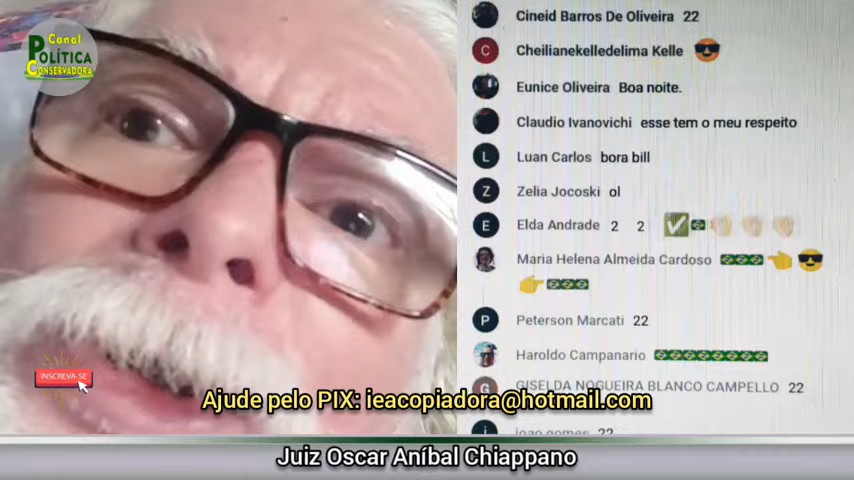 Canal
POLÍTICA
CONSERVADORA
Cineid Barros De Oliveira 22
C Cheilianekelledelima Kelle
Eunice Oliveira Boa noite.
Claudio Ivanovichi esse tem o meu respeito
L Luan Carlos bora bill
Z Zelia Jocoski ol
E Elda Andrade 2 2
Maria Helena Almeida Cardoso
P Peterson Marcati 22
Haroldo Campanario
G GISELDA NOGUEIRA BLANCO CAMPELLO 22
joao gomes 22
INSCREVA-SE
Ajude pelo PIX: ieacopiadora@hotmail.com
Juiz Oscar Aníbal Chiappano